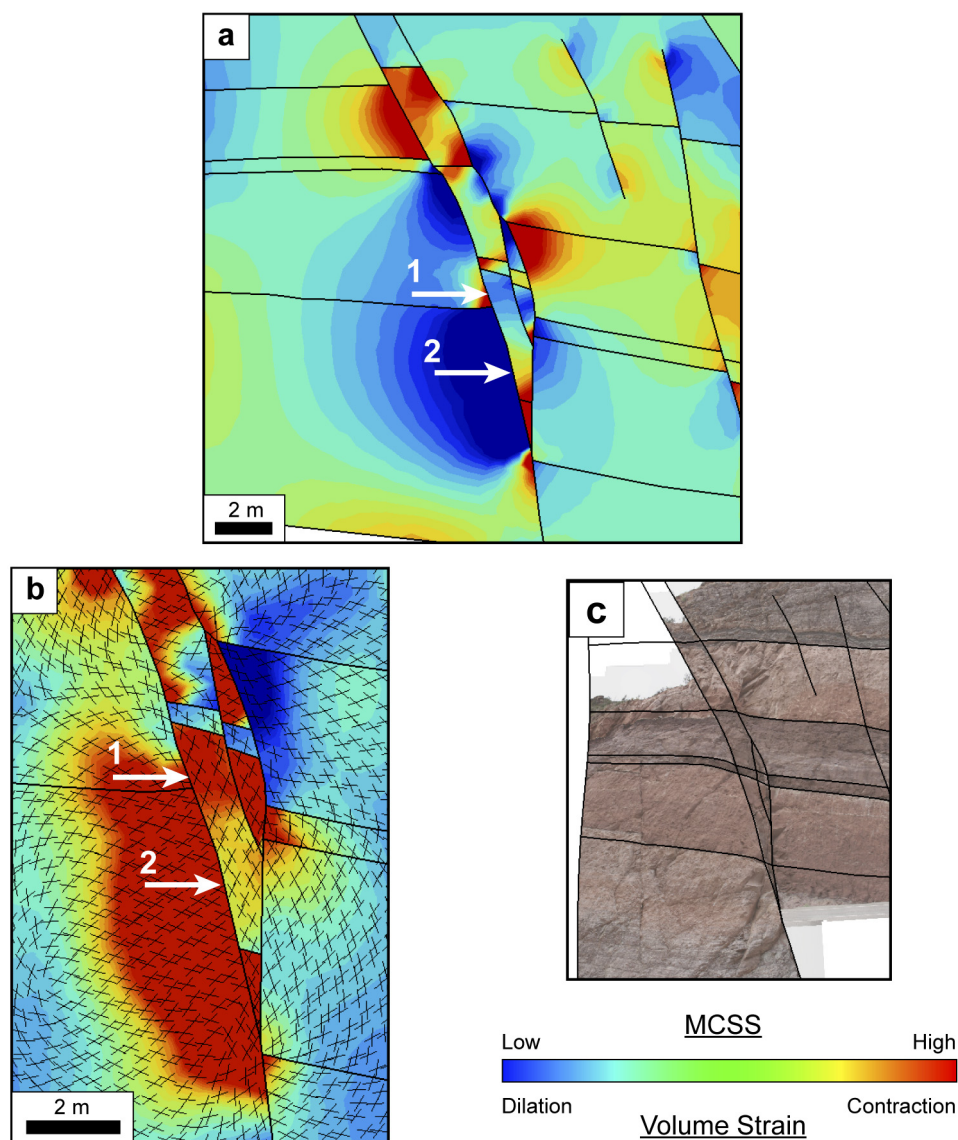 a
1
2
2 m
b
1
2
2 m
c
MCSS
Low
High
Dilation
Contraction
Volume Strain